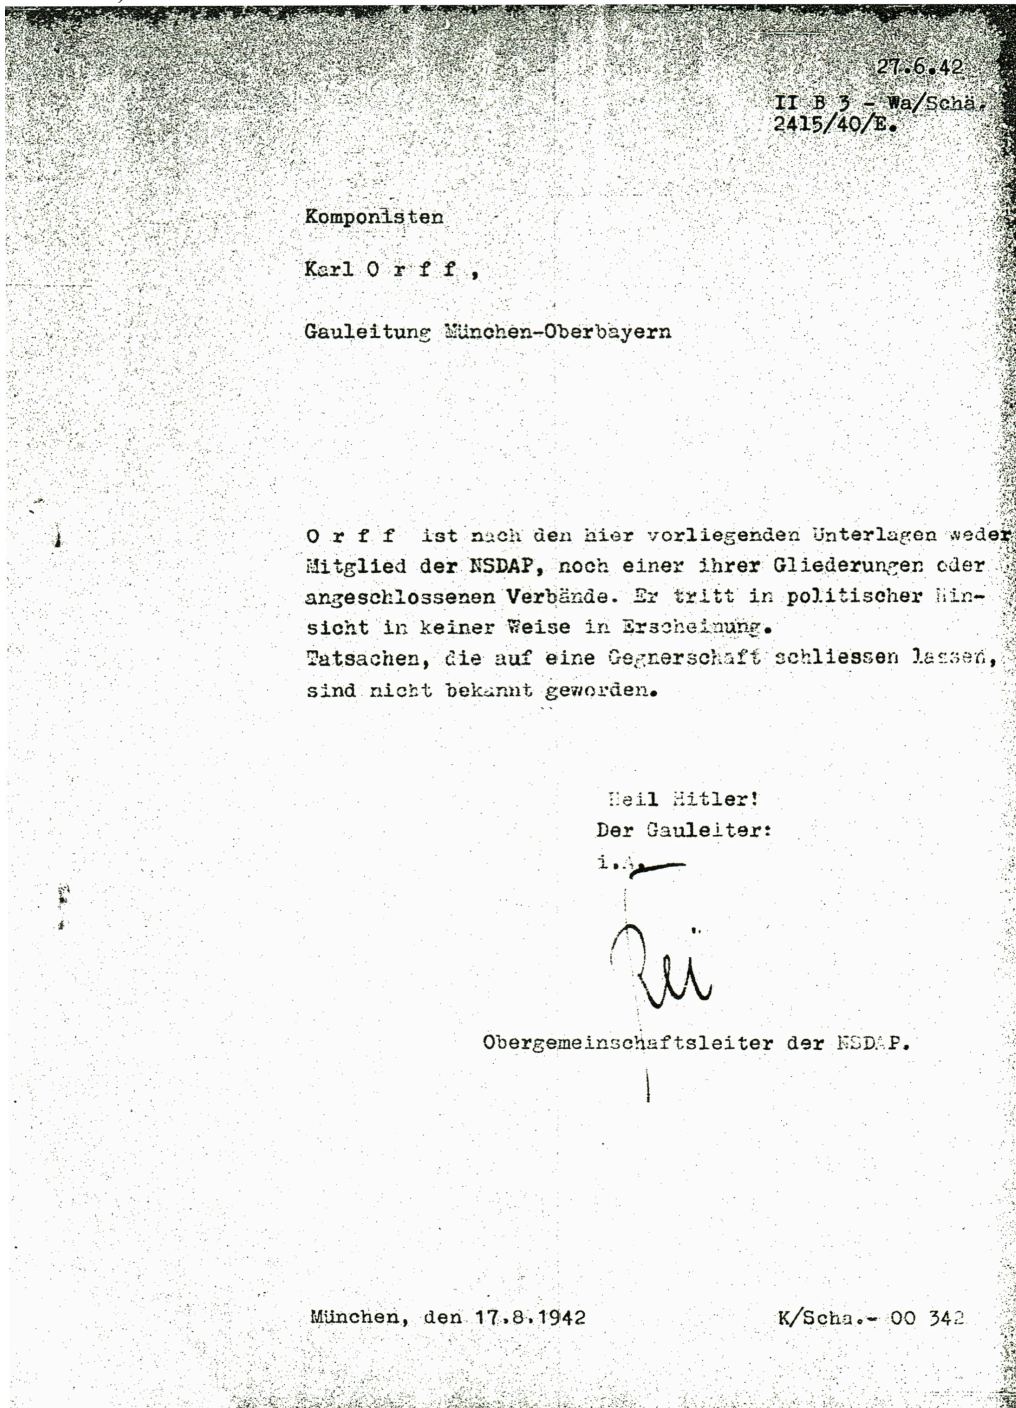 27.6.42
II B 3 - Wa/Schä.
2415/40/E.
Komponisten
Karl O r f f ,
Gauleitung München-Oberbayern
O r f f ist nach den hier vorliegenden Unterlagen weder
Mitglied der NSDAP, noch einer ihrer Gliederungen oder
angeschlossenen Verbände. Er tritt in politischer Hin-
sicht in keiner Weise in Erscheinung.
Tatsachen, die auf eine Gegnerschaft schliessen lassen,
sind nicht bekannt geworden.
Heil Hitler!
Der Gauleiter:
i.A.
Obergemeinschaftsleiter der NSDAP.
München, den 17.8.1942 K/Scha.- 00 342